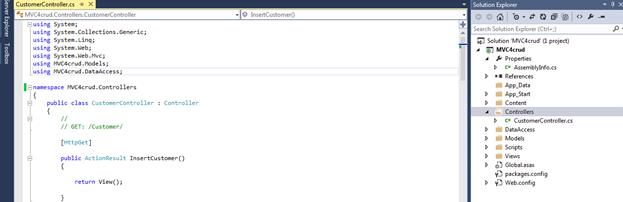 CustomerController.cs
MVC4crud.Controllers.CustomerController
InsertCustomer()
using System;
using System.Collections.Generic;
using System.Linq;
using System.Web;
using System.Web.Mvc;
using MVC4crud.Models;
using MVC4crud.DataAccess;
namespace MVC4crud.Controllers
{
public class CustomerController : Controller
{
//
// GET: /Customer/
[HttpGet]
public ActionResult InsertCustomer()
{
return View();
}
Server Explorer
Toolbox
Solution Explorer
Search Solution Explorer (Ctrl+;)
Solution 'MVC4crud' (1 project)
MVC4crud
Properties
AssemblyInfo.cs
References
App_Data
App_Start
Content
Controllers
CustomerController.cs
DataAccess
Models
Scripts
Views
Global.asax
packages.config
Web.config